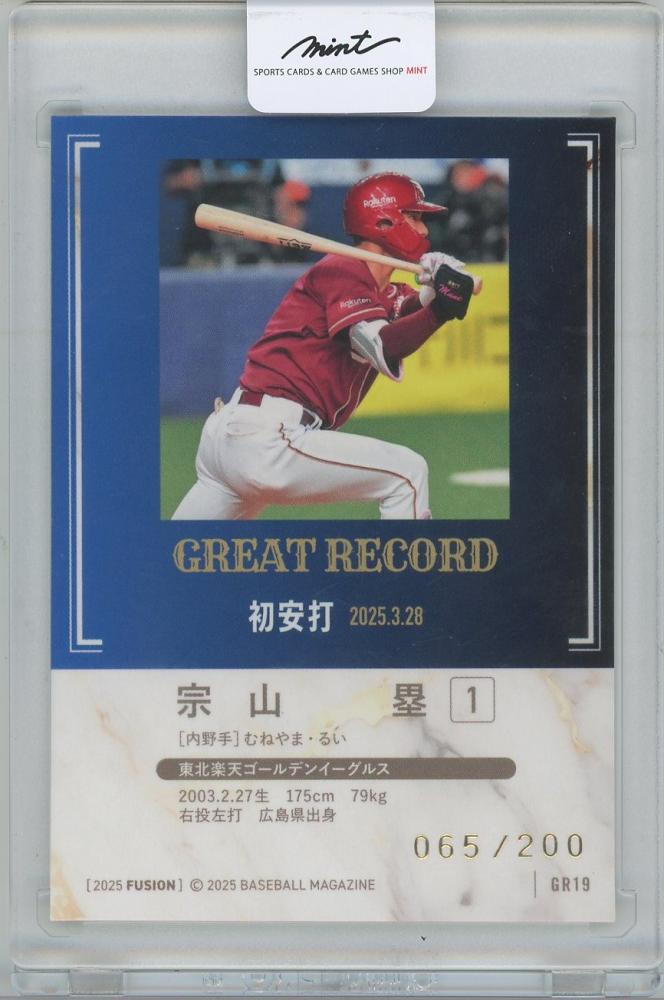 mint
SPORTS CARDS & CARD GAMES SHOP MINT
Rakuten
Rakuten
GREAT RECORD
初安打 2025.3.28
宗山 塁 1
[内野手]むねやま・るい
東北楽天ゴールデンイーグルス
2003.2.27生 175cm 79kg
右投左打 広島県出身
065/200
[2025 FUSION] © 2025 BASEBALL MAGAZINE
GR19